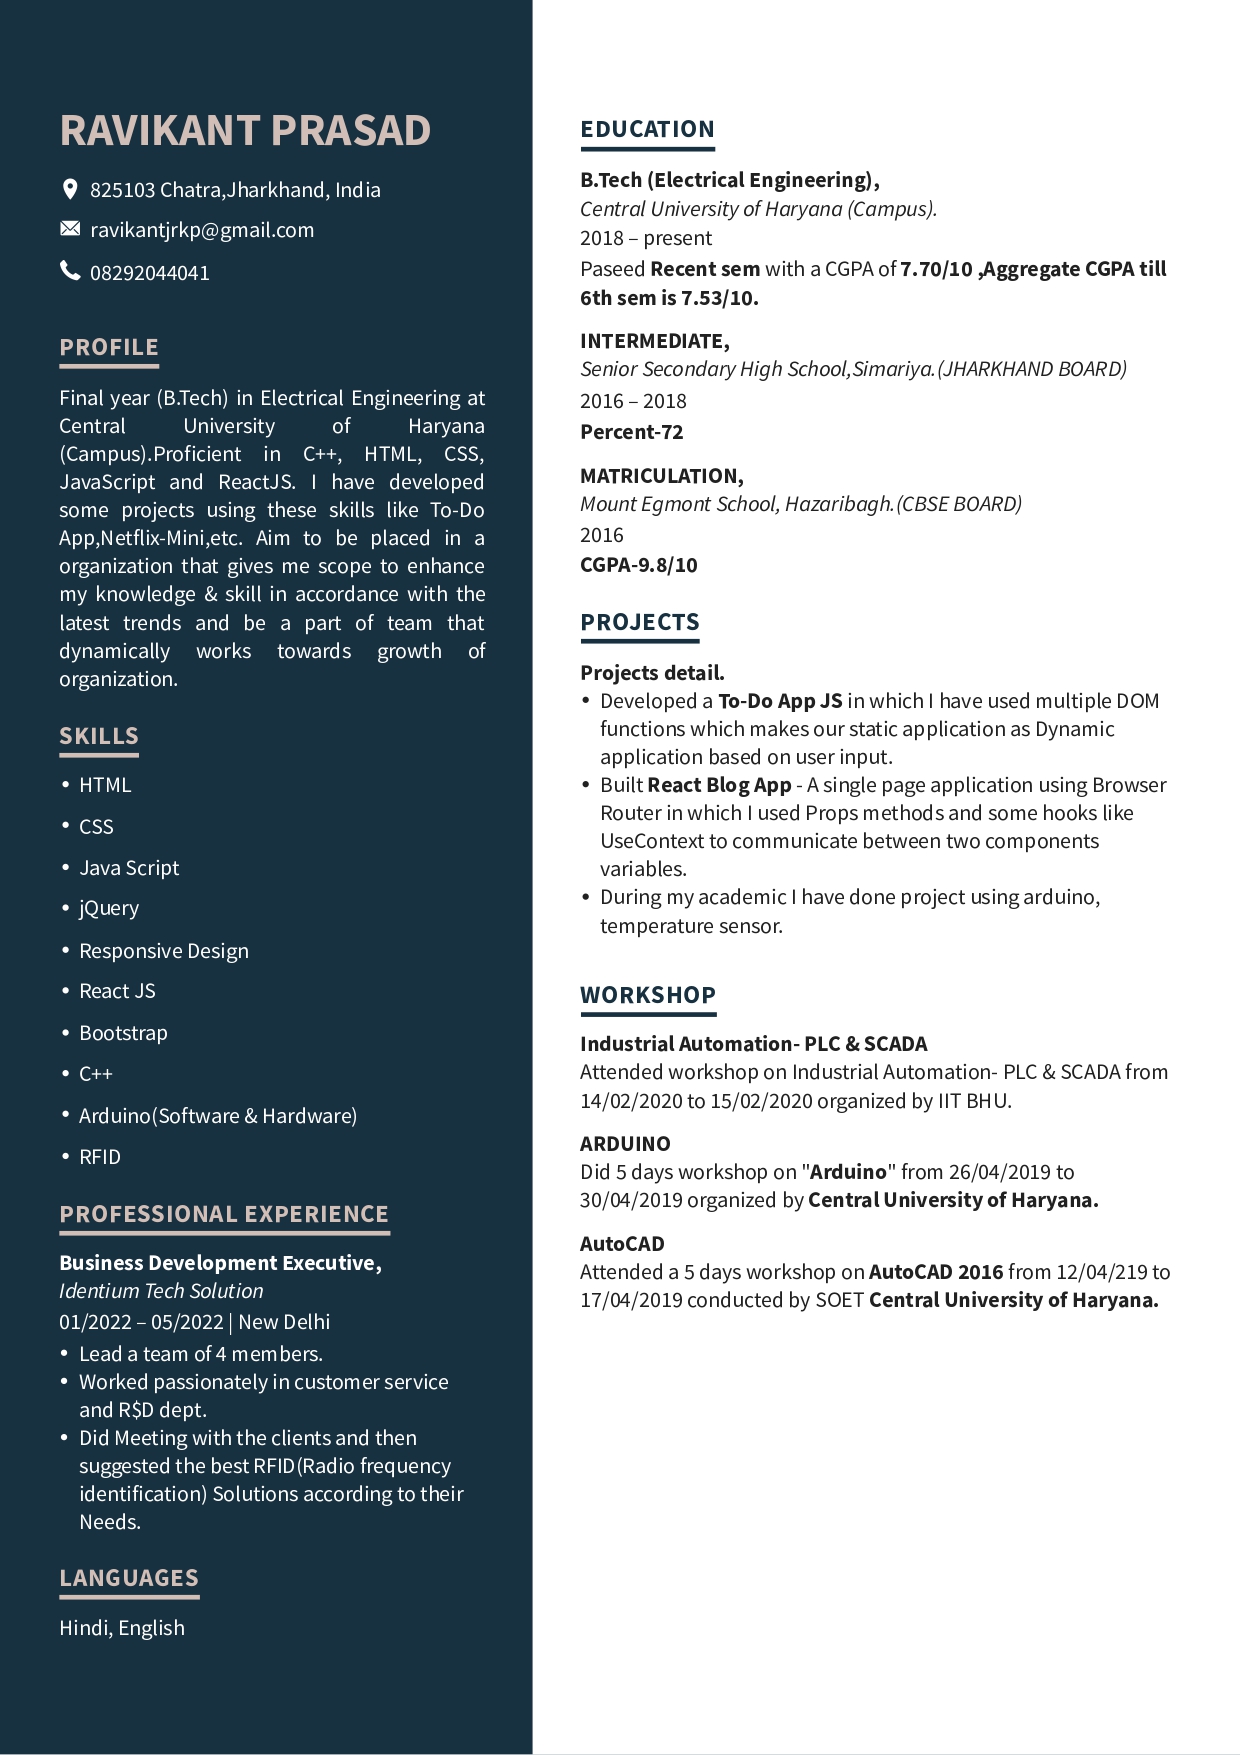 RAVIKANT PRASAD
825103 Chatra,Jharkhand, India
ravikantjrkp@gmail.com
08292044041
PROFILE
Final year (B.Tech) in Electrical Engineering at
Central University of Haryana
(Campus).Proficient in C++, HTML, CSS,
JavaScript and ReactJS. I have developed
some projects using these skills like To-Do
App,Netflix-Mini,etc. Aim to be placed in a
organization that gives me scope to enhance
my knowledge & skill in accordance with the
latest trends and be a part of team that
dynamically works towards growth of
organization.
SKILLS
• HTML
• CSS
• Java Script
• jQuery
• Responsive Design
• React JS
• Bootstrap
• C++
• Arduino(Software & Hardware)
• RFID
PROFESSIONAL EXPERIENCE
Business Development Executive,
Identium Tech Solution
01/2022 – 05/2022 | New Delhi
• Lead a team of 4 members.
• Worked passionately in customer service
and R$D dept.
• Did Meeting with the clients and then
suggested the best RFID(Radio frequency
identification) Solutions according to their
Needs.
LANGUAGES
Hindi, English
EDUCATION
B.Tech (Electrical Engineering),
Central University of Haryana (Campus).
2018 – present
Paseed Recent sem with a CGPA of 7.70/10 ,Aggregate CGPA till
6th sem is 7.53/10.
INTERMEDIATE,
Senior Secondary High School,Simariya.(JHARKHAND BOARD)
2016 – 2018
Percent-72
MATRICULATION,
Mount Egmont School, Hazaribagh.(CBSE BOARD)
2016
CGPA-9.8/10
PROJECTS
Projects detail.
• Developed a To-Do App JS in which I have used multiple DOM
functions which makes our static application as Dynamic
application based on user input.
• Built React Blog App - A single page application using Browser
Router in which I used Props methods and some hooks like
UseContext to communicate between two components
variables.
• During my academic I have done project using arduino,
temperature sensor.
WORKSHOP
Industrial Automation- PLC & SCADA
Attended workshop on Industrial Automation- PLC & SCADA from
14/02/2020 to 15/02/2020 organized by IIT BHU.
ARDUINO
Did 5 days workshop on "Arduino" from 26/04/2019 to
30/04/2019 organized by Central University of Haryana.
AutoCAD
Attended a 5 days workshop on AutoCAD 2016 from 12/04/219 to
17/04/2019 conducted by SOET Central University of Haryana.